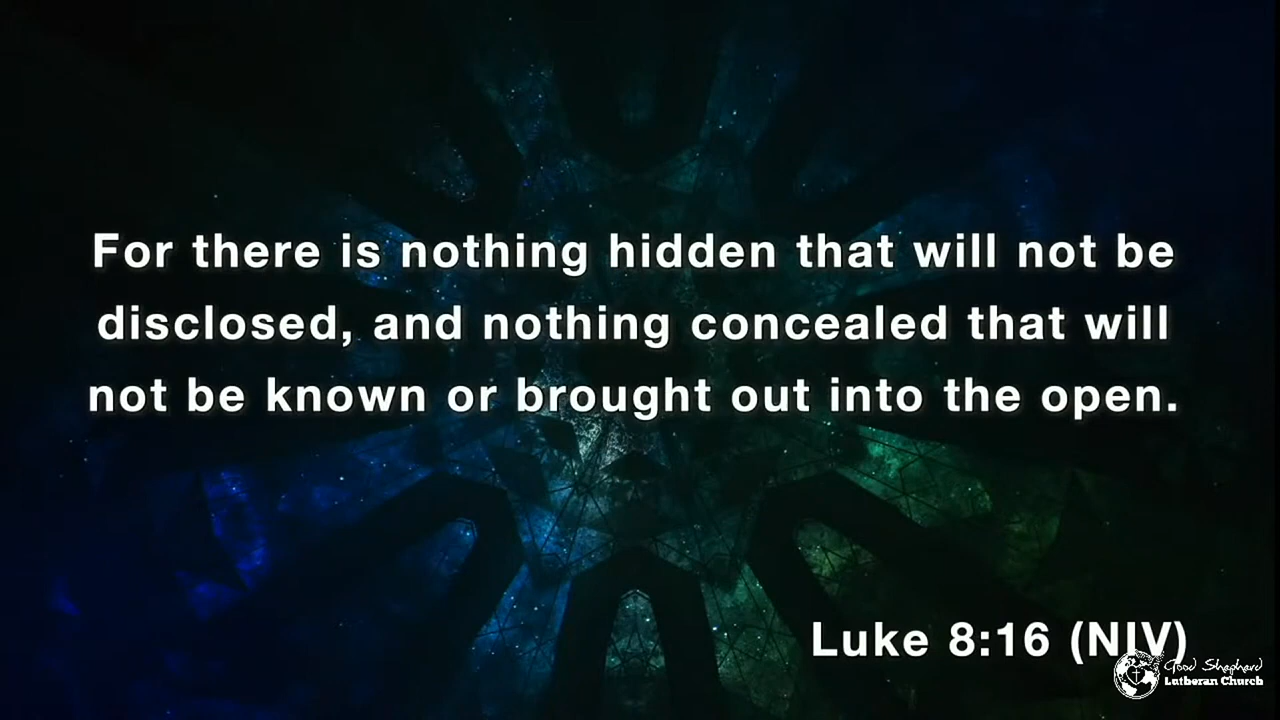 For there is nothing hidden that will not be
disclosed, and nothing concealed that will
not be known or brought out into the open.
Luke 8:16 (NIV)
Good Shepherd
Lutheran Church